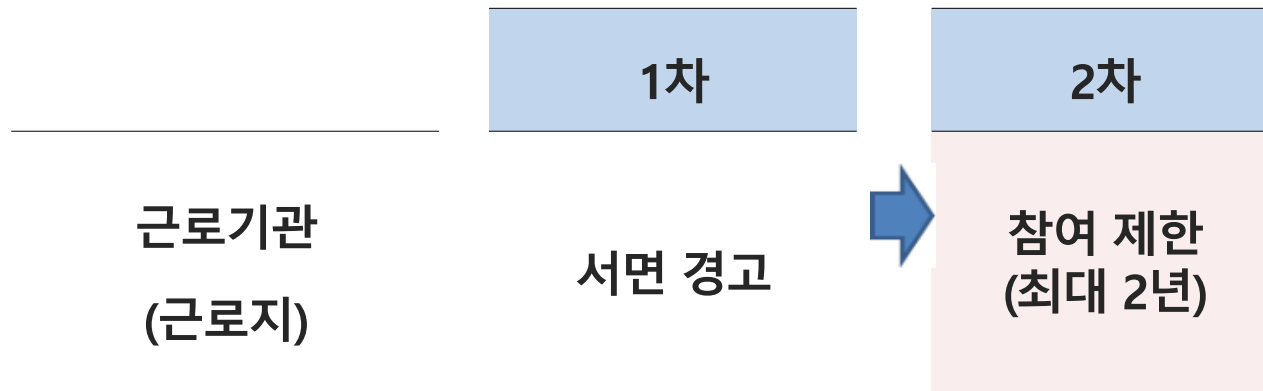 1차
2차
근로기관
(근로지)
서면 경고
참여 제한
(최대 2년)